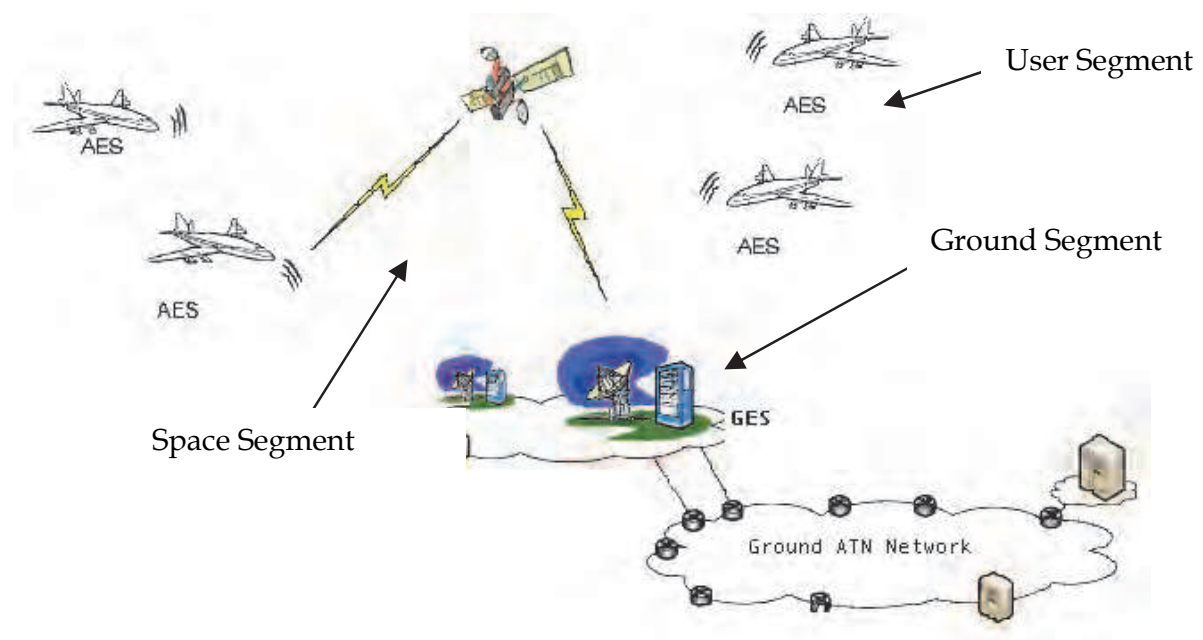 User Segment
AES
AES
AES
Ground Segment
AES
Space Segment
GES
Ground ATN Network